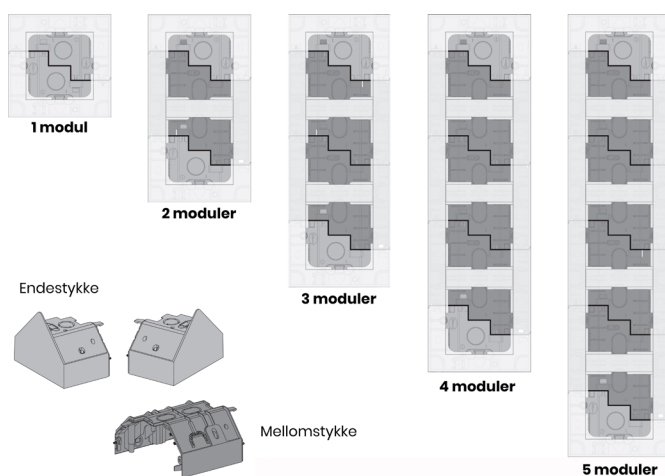 1 modul
2 moduler
3 moduler
4 moduler
5 moduler
Endestykke
Mellomstykke